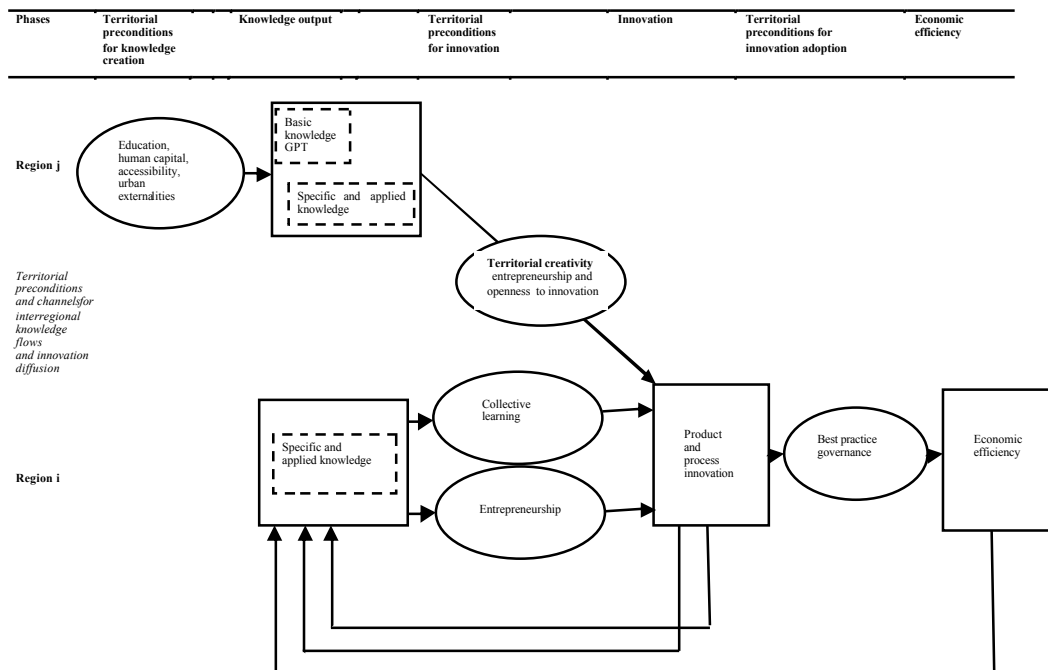 Phases
Territorial
preconditions
for knowledge
creation
Knowledge output
Territorial
preconditions
for innovation
Innovation
Territorial
preconditions for
innovation adoption
Economic
efficiency
Region j
Education,
human capital,
accessibility,
urban
externalities
Basic
knowledge
GPT
Specific and applied
knowledge
Territorial creativity
entrepreneurship and
openness to innovation
Territorial
preconditions
and channelsfor
interregional
knowledge
flows
and innovation
diffusion
Region i
Specific and
applied knowledge
Collective
learning
Entrepreneurship
Product
and
process
innovation
Best practice
governance
Economic
efficiency